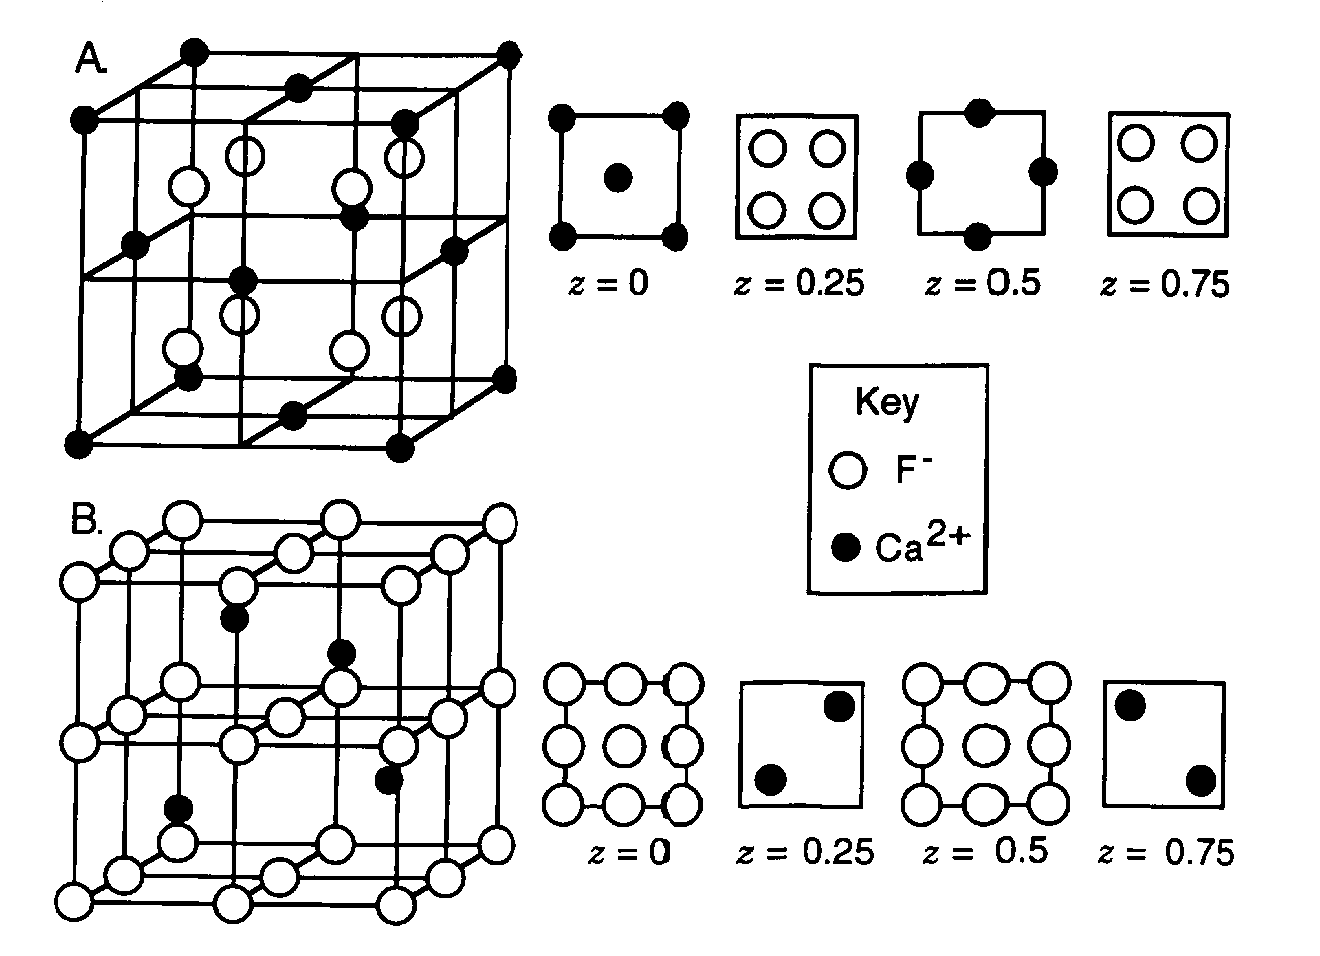 A.
z = 0
z = 0.25
z = 0.5
z = 0.75
Key
F⁻
Ca²⁺
B.
z = 0
z = 0.25
z = 0.5
z = 0.75